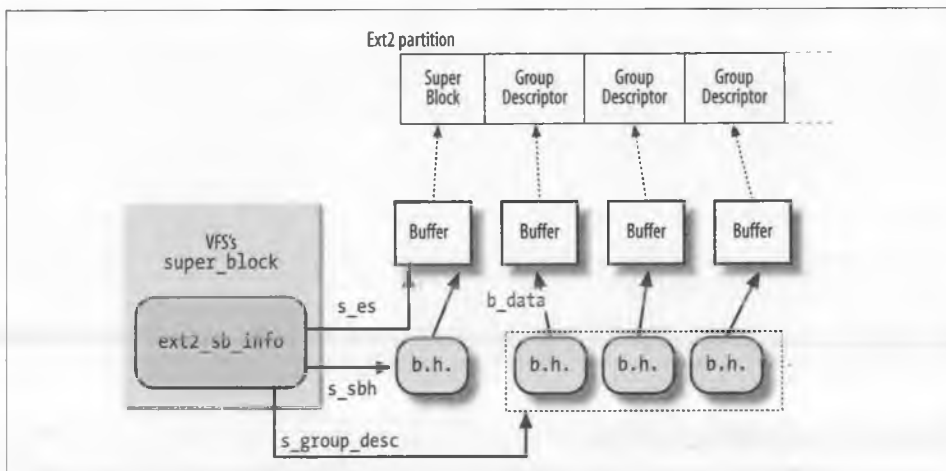 Ext2 partition
Super
Block
Group
Descriptor
Group
Descriptor
Group
Descriptor
Buffer
Buffer
Buffer
Buffer
VFS's
super_block
s_es
b_data
ext2_sb_info
b.h.
b.h.
b.h.
b.h.
s_sbh
s_group_desc